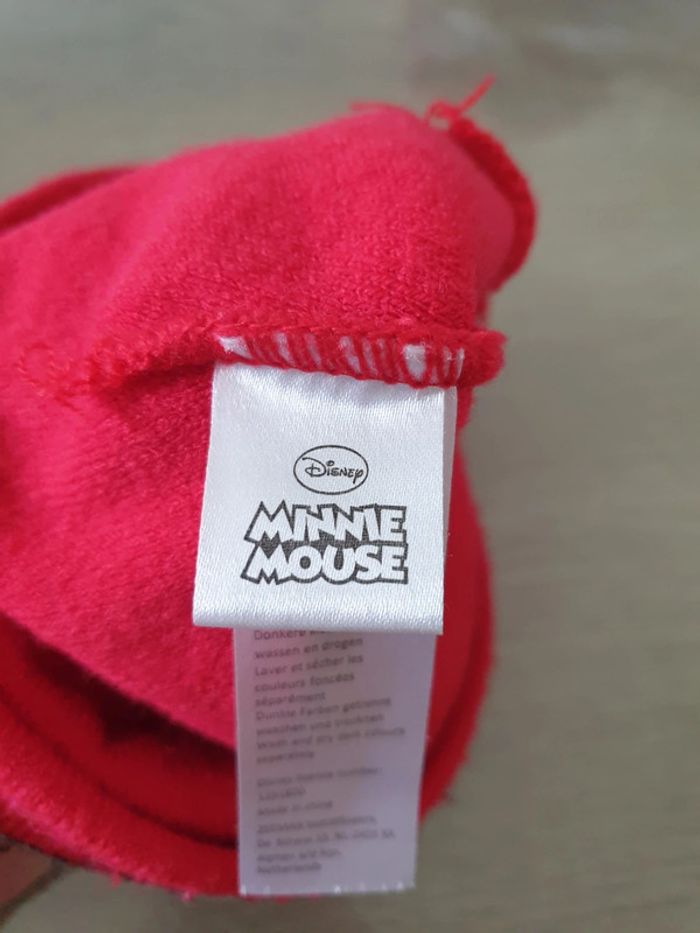 Disney
MINNIE
MOUSE
Donkere
wassen en drogen
Laver et sécher les
couleurs foncées
séparément
Dunkle Farben getrennt
waschen und trocknen
Wash and dry dark colours
separately
Made in China
Netherlands